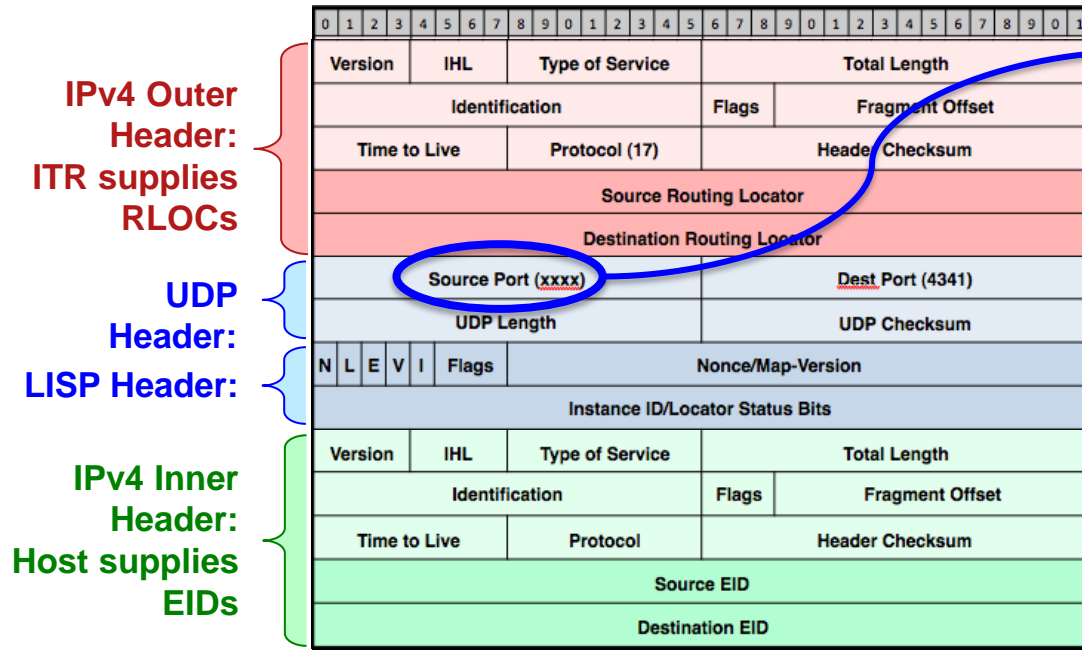 0 1 2 3 4 5 6 7 8 9 0 1 2 3 4 5 6 7 8 9 0 1 2 3 4 5 6 7 8 9 0 1
IPv4 Outer
Header:
ITR supplies
RLOCs
Version IHL Type of Service Total Length
Identification Flags Fragment Offset
Time to Live Protocol (17) Header Checksum
Source Routing Locator
Destination Routing Locator
UDP
Header:
Source Port (xxxx) Dest Port (4341)
UDP Length UDP Checksum
LISP Header:
N L E V I Flags Nonce/Map-Version
Instance ID/Locator Status Bits
IPv4 Inner
Header:
Host supplies
EIDs
Version IHL Type of Service Total Length
Identification Flags Fragment Offset
Time to Live Protocol Header Checksum
Source EID
Destination EID